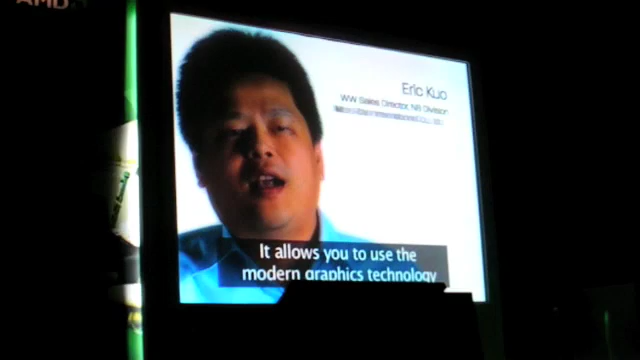 AMD
Eric Kuo
WW Sales Director, NB Division
It allows you to use the
modern graphics technology